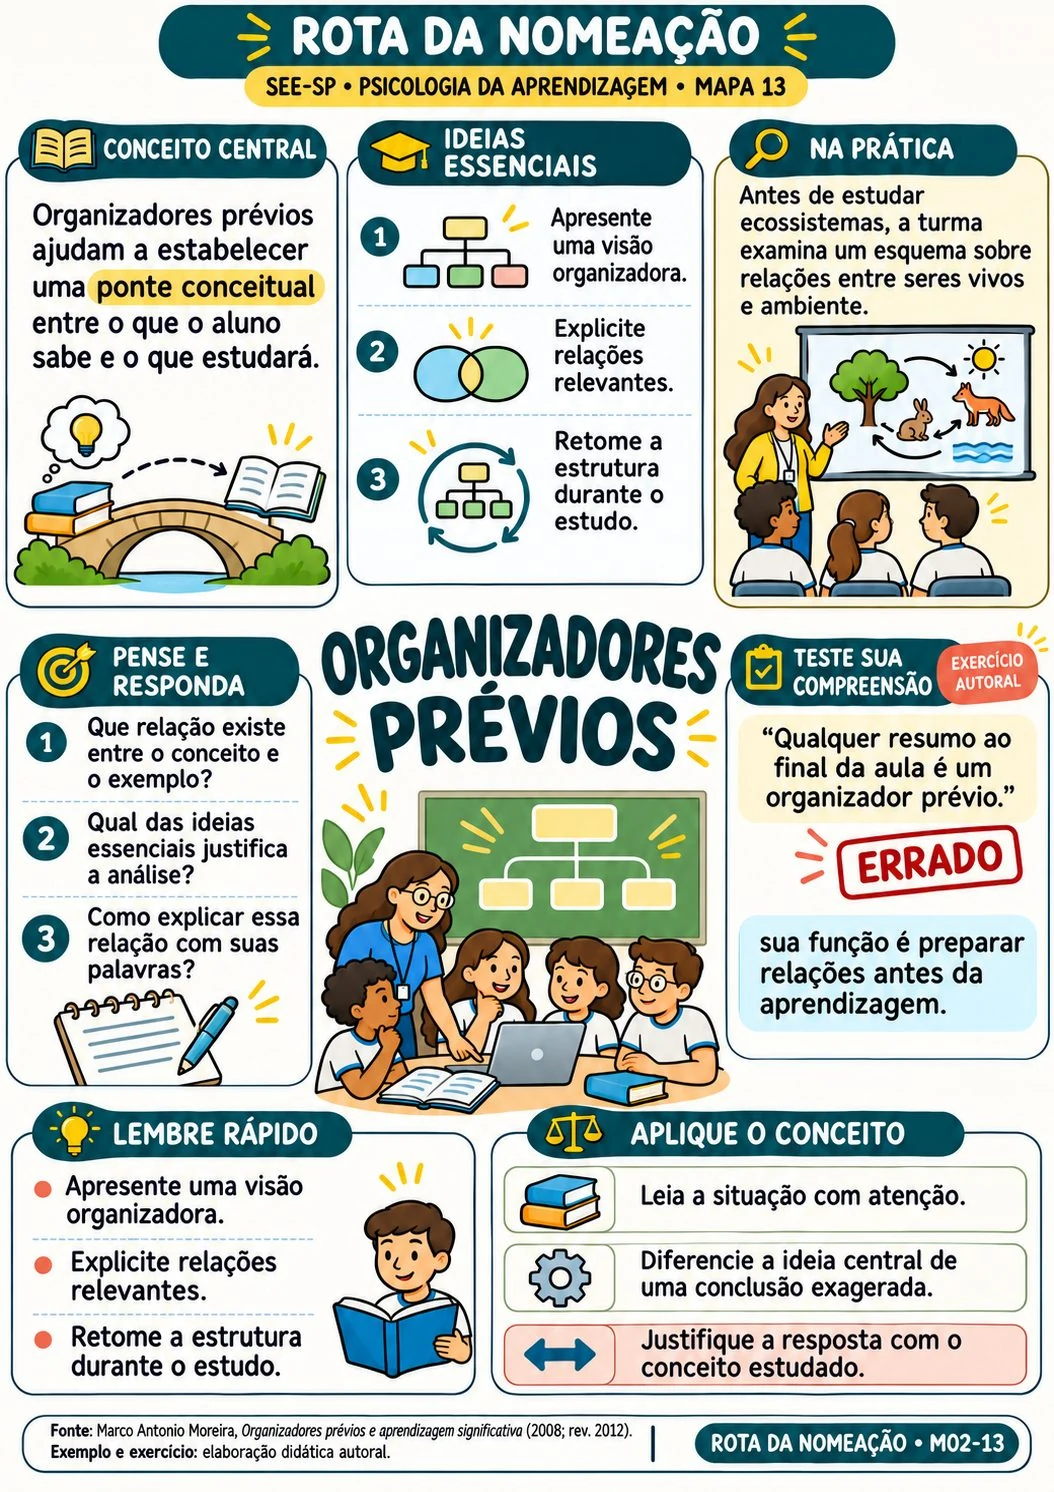 ROTA DA NOMEAÇÃO
SEE-SP • PSICOLOGIA DA APRENDIZAGEM • MAPA 13
CONCEITO CENTRAL
Organizadores prévios
ajudam a estabelecer
uma ponte conceitual
entre o que o aluno
sabe e o que estudará.
IDEIAS
ESSENCIAIS
1
Apresente
uma visão
organizadora.
2
Explicite
relações
relevantes.
3
Retome a
estrutura
durante o
estudo.
NA PRÁTICA
Antes de estudar
ecossistemas, a turma
examina um esquema sobre
relações entre seres vivos
e ambiente.
ORGANIZADORES
PRÉVIOS
PENSE E
RESPONDA
1
Que relação existe
entre o conceito e
o exemplo?
2
Qual das ideias
essenciais justifica
a análise?
3
Como explicar essa
relação com suas
palavras?
TESTE SUA
COMPREENSÃO
EXERCÍCIO
AUTORAL
“Qualquer resumo ao
final da aula é um
organizador prévio.”
ERRADO
sua função é preparar
relações antes da
aprendizagem.
LEMBRE RÁPIDO
Apresente uma visão
organizadora.
Explicite relações
relevantes.
Retome a estrutura
durante o estudo.
APLIQUE O CONCEITO
Leia a situação com atenção.
Diferencie a ideia central de
uma conclusão exagerada.
Justifique a resposta com o
conceito estudado.
Fonte: Marco Antonio Moreira, Organizadores prévios e aprendizagem significativa (2008; rev. 2012).
Exemplo e exercício: elaboração didática autoral.
ROTA DA NOMEAÇÃO • M02-13